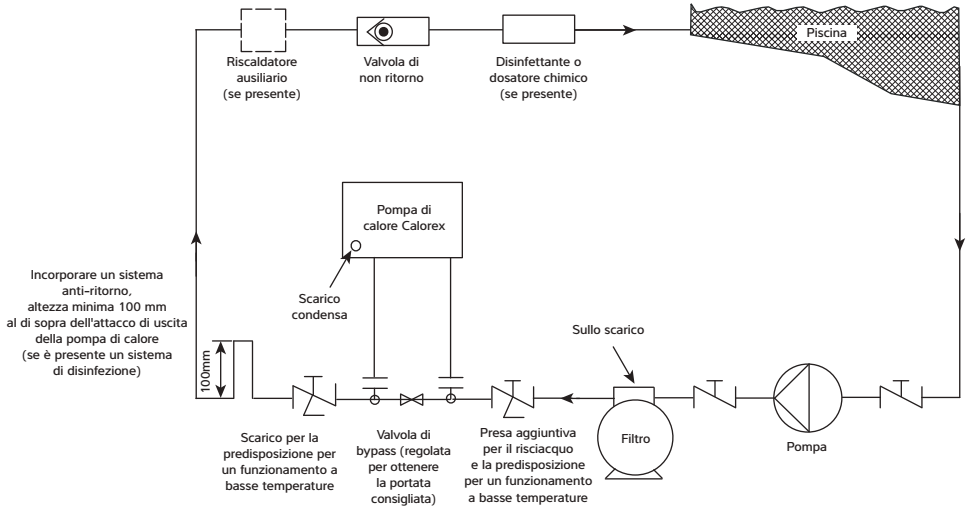 Piscina
Riscaldatore
ausiliario
(se presente)
Valvola di
non ritorno
Disinfettante o
dosatore chimico
(se presente)
Pompa di
calore Calorex
Scarico
condensa
Incorporare un sistema
anti-ritorno,
altezza minima 100 mm
al di sopra dell'attacco di uscita
della pompa di calore
(se è presente un sistema
di disinfezione)
100mm
Sullo scarico
Filtro
Pompa
Scarico per la
predisposizione per
un funzionamento a
basse temperature
Valvola di
bypass (regolata
per ottenere
la portata
consigliata)
Presa aggiuntiva
per il risciacquo
e la predisposizione
per un funzionamento
a basse temperature